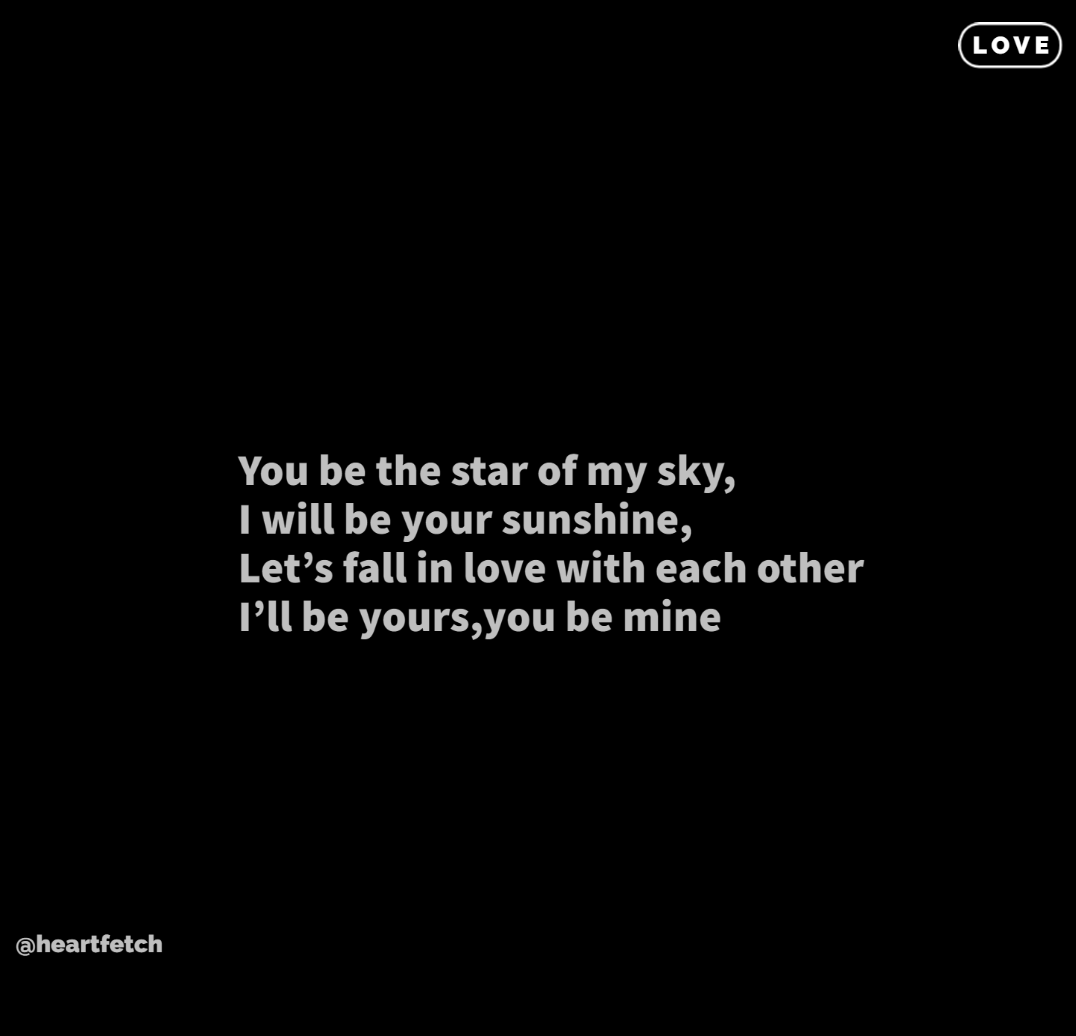 LOVE
You be the star of my sky,
I will be your sunshine,
Let’s fall in love with each other
I’ll be yours,you be mine
@heartfetch